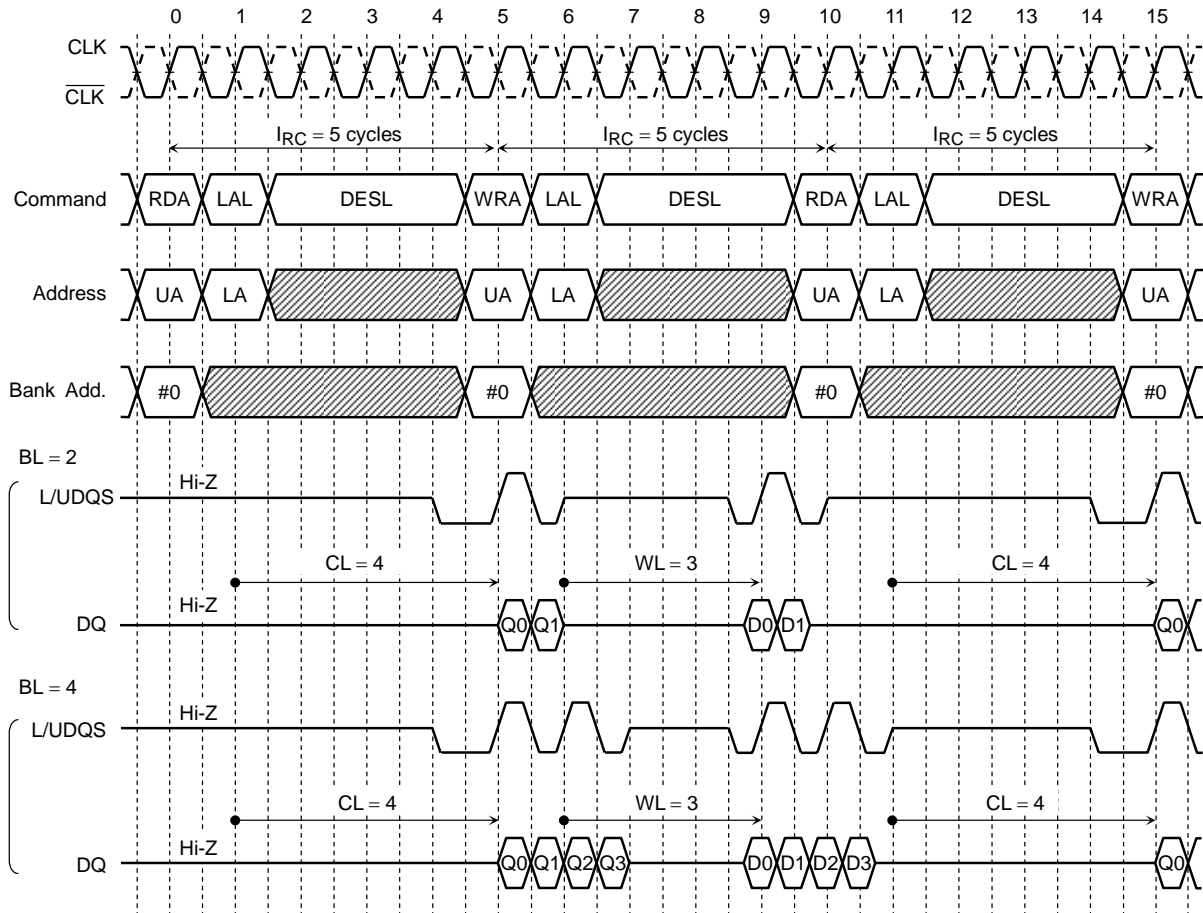 0 1 2 3 4 5 6 7 8 9 10 11 12 13 14 15
CLK
CLK
IRC = 5 cycles IRC = 5 cycles IRC = 5 cycles
Command RDA LAL DESL WRA LAL DESL RDA LAL DESL WRA
Address UA LA UA LA UA LA UA
Bank Add. #0 #0 #0 #0
BL = 2
L/UDQS Hi-Z
CL = 4 WL = 3 CL = 4
DQ Hi-Z Q0 Q1 D0 D1 Q0
BL = 4
L/UDQS Hi-Z
CL = 4 WL = 3 CL = 4
DQ Hi-Z Q0 Q1 Q2 Q3 D0 D1 D2 D3 Q0